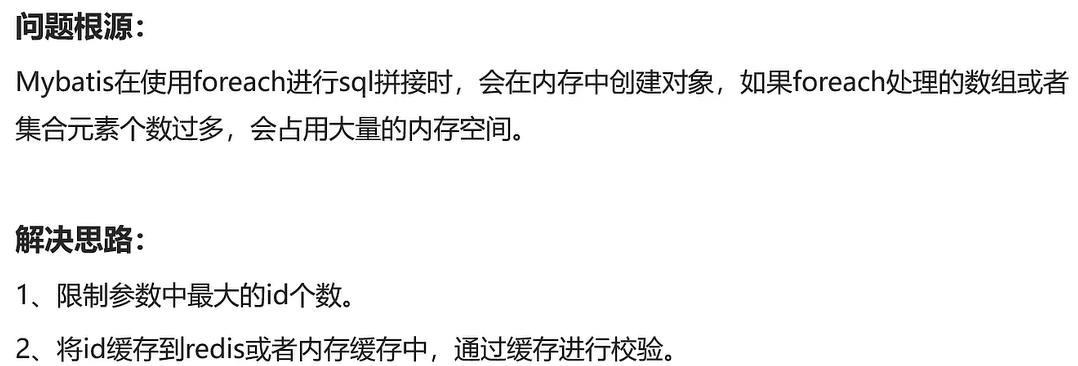 问题根源：
Mybatis在使用foreach进行sql拼接时，会在内存中创建对象，如果foreach处理的数组或者
集合元素个数过多，会占用大量的内存空间。
解决思路：
1、限制参数中最大的id个数。
2、将id缓存到redis或者内存缓存中，通过缓存进行校验。